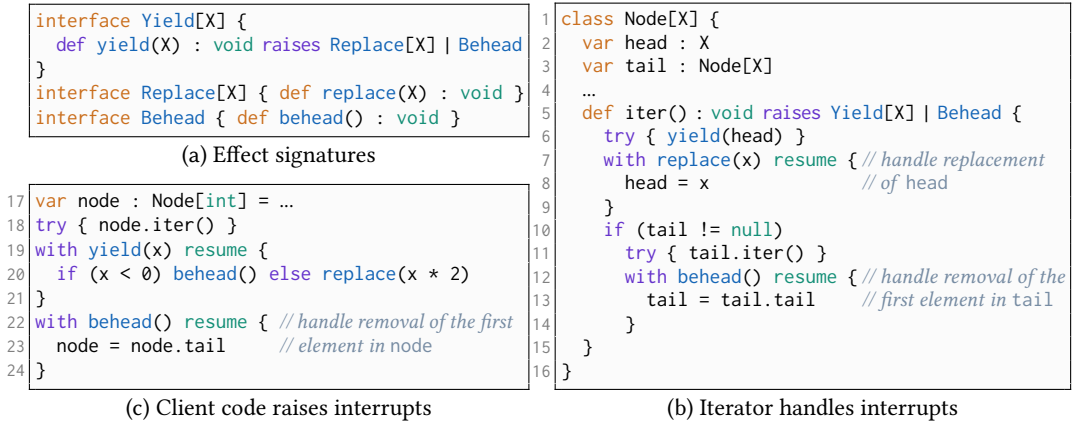 interface Yield[X] {
def yield(X) : void raises Replace[X] | Behead
}
interface Replace[X] { def replace(X) : void }
interface Behead { def behead() : void }
(a) Effect signatures
17 var node : Node[int] = ...
18 try { node.iter() }
19 with yield(x) resume {
20 if (x < 0) behead() else replace(x * 2)
21 }
22 with behead() resume { // handle removal of the first
23 node = node.tail // element in node
24 }
(c) Client code raises interrupts
1 class Node[X] {
2 var head : X
3 var tail : Node[X]
4 ...
5 def iter() : void raises Yield[X] | Behead {
6 try { yield(head) }
7 with replace(x) resume { // handle replacement
8 head = x // of head
9 }
10 if (tail != null)
11 try { tail.iter() }
12 with behead() resume { // handle removal of the
13 tail = tail.tail // first element in tail
14 }
15 }
16 }
(b) Iterator handles interrupts